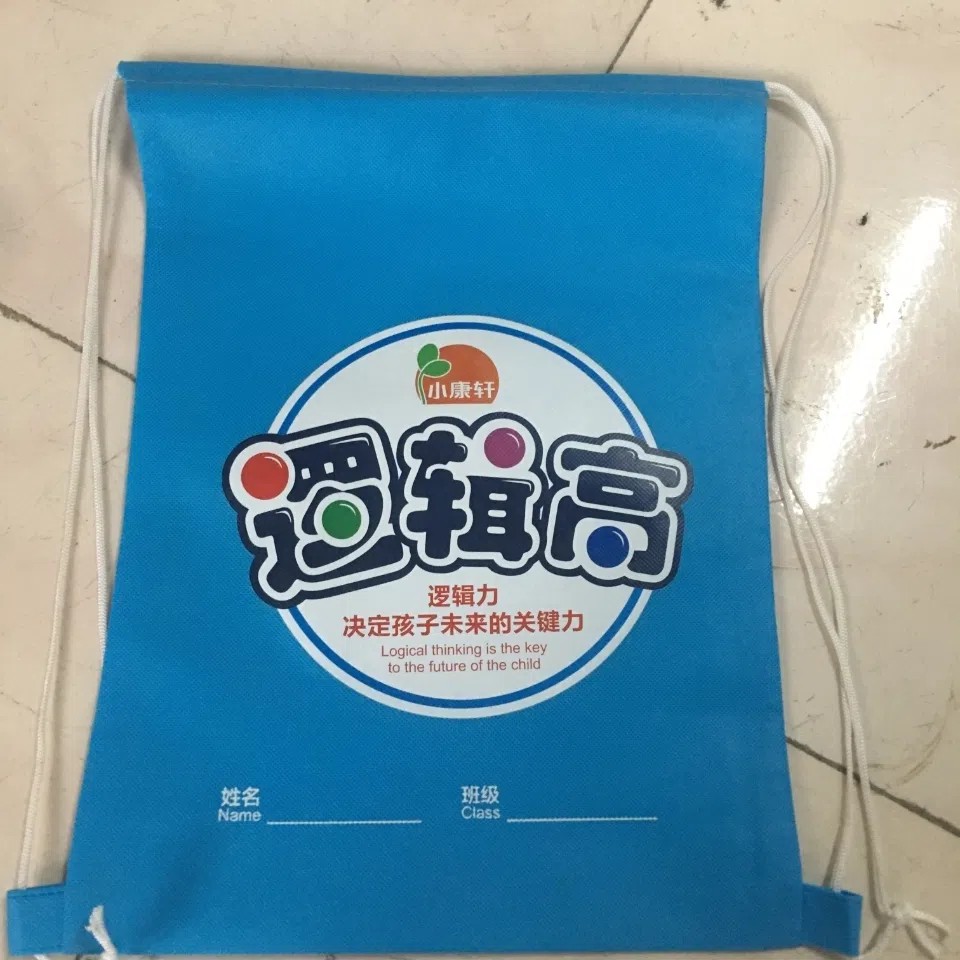 小康轩
逻辑高
逻辑力
决定孩子未来的关键力
Logical thinking is the key
to the future of the child
姓名 班级
Name Class